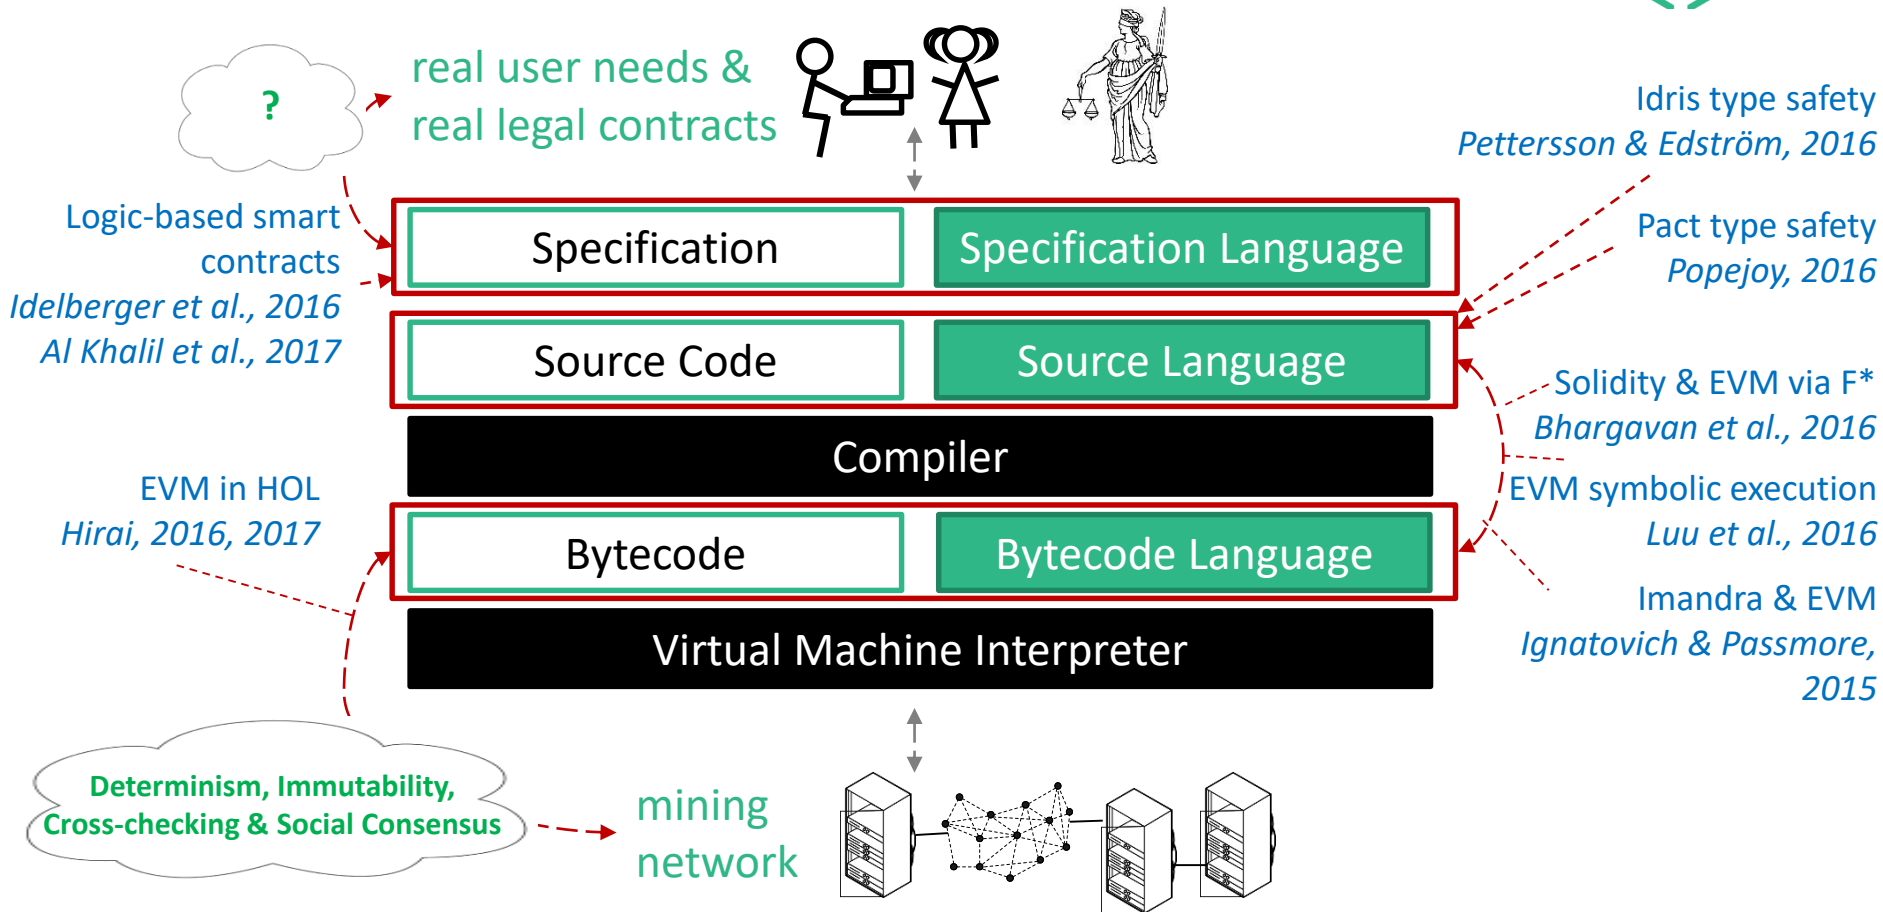 ?
real user needs &
real legal contracts
Idris type safety
Pettersson & Edström, 2016
Logic-based smart
contracts
Idelberger et al., 2016
Al Khalil et al., 2017
Specification
Specification Language
Pact type safety
Popejoy, 2016
Source Code
Source Language
Solidity & EVM via F*
Bhargavan et al., 2016
Compiler
EVM in HOL
Hirai, 2016, 2017
EVM symbolic execution
Luu et al., 2016
Bytecode
Bytecode Language
Imandra & EVM
Ignatovich & Passmore,
2015
Virtual Machine Interpreter
Determinism, Immutability,
Cross-checking & Social Consensus
mining
network